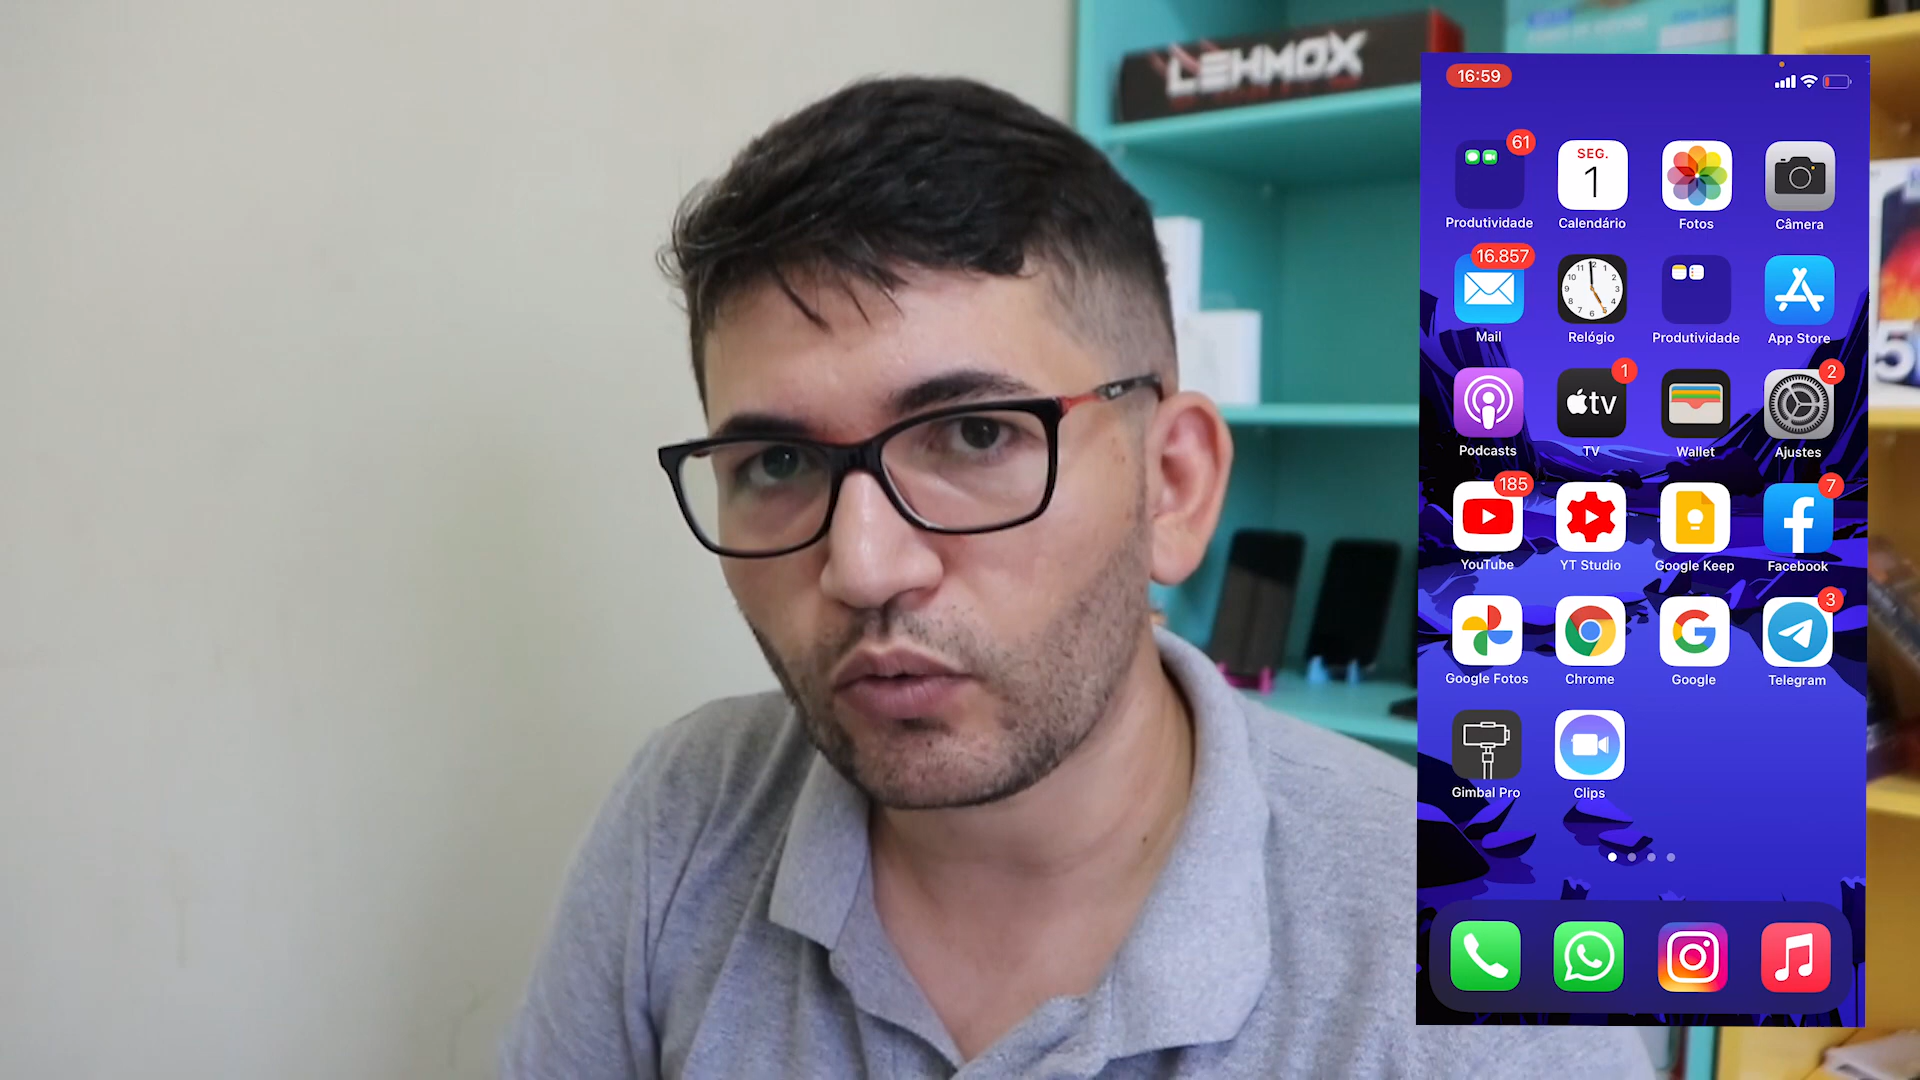 LEHMOX
16:59
61
SEG.
1
Produtividade
Calendário
Fotos
Câmera
16.857
Mail
Relógio
Produtividade
App Store
1
2
tv
Podcasts
TV
Wallet
Ajustes
185
7
YouTube
YT Studio
Google Keep
Facebook
3
Google Fotos
Chrome
Google
Telegram
Gimbal Pro
Clips
5